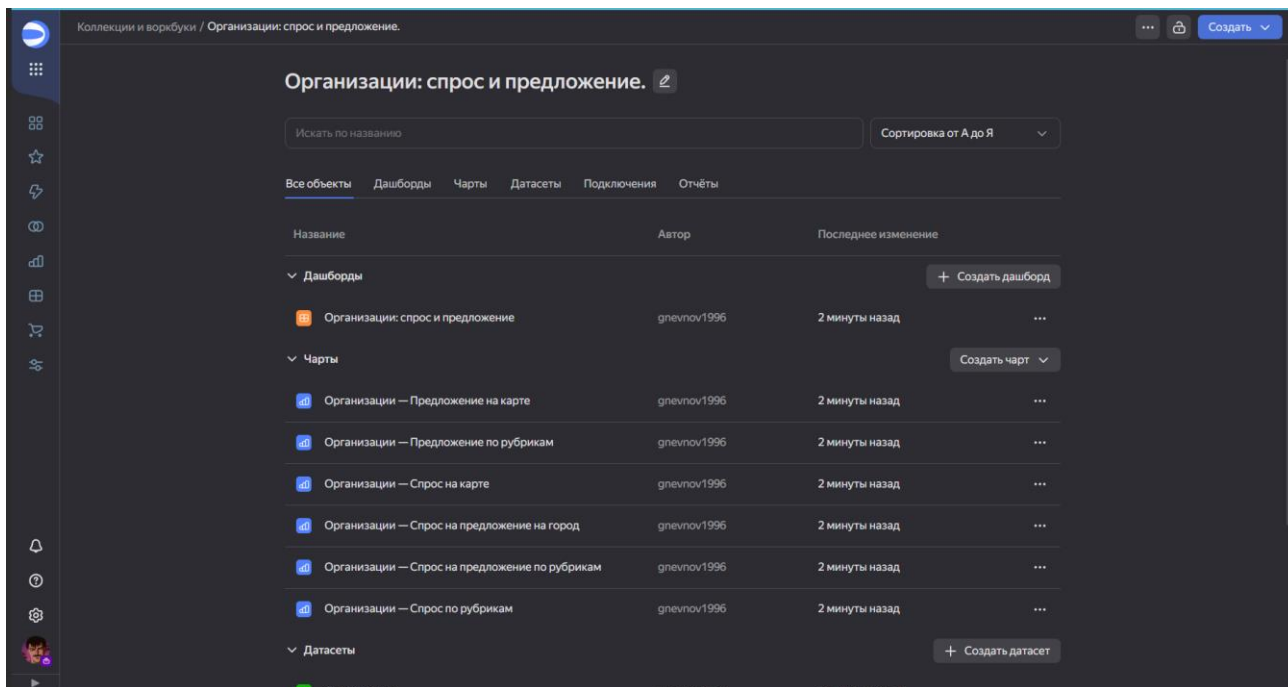 Коллекции и воркбуки / Организации: спрос и предложение.
Создать
Организации: спрос и предложение.
Искать по названию
Сортировка от А до Я
Все объекты Дашборды Чарты Датасеты Подключения Отчёты
Название Автор Последнее изменение
Дашборды + Создать дашборд
Организации: спрос и предложение gnevnov1996 2 минуты назад
Чарты Создать чарт
Организации — Предложение на карте gnevnov1996 2 минуты назад
Организации — Предложение по рубрикам gnevnov1996 2 минуты назад
Организации — Спрос на карте gnevnov1996 2 минуты назад
Организации — Спрос на предложение на город gnevnov1996 2 минуты назад
Организации — Спрос на предложение по рубрикам gnevnov1996 2 минуты назад
Организации — Спрос по рубрикам gnevnov1996 2 минуты назад
Датасеты + Создать датасет